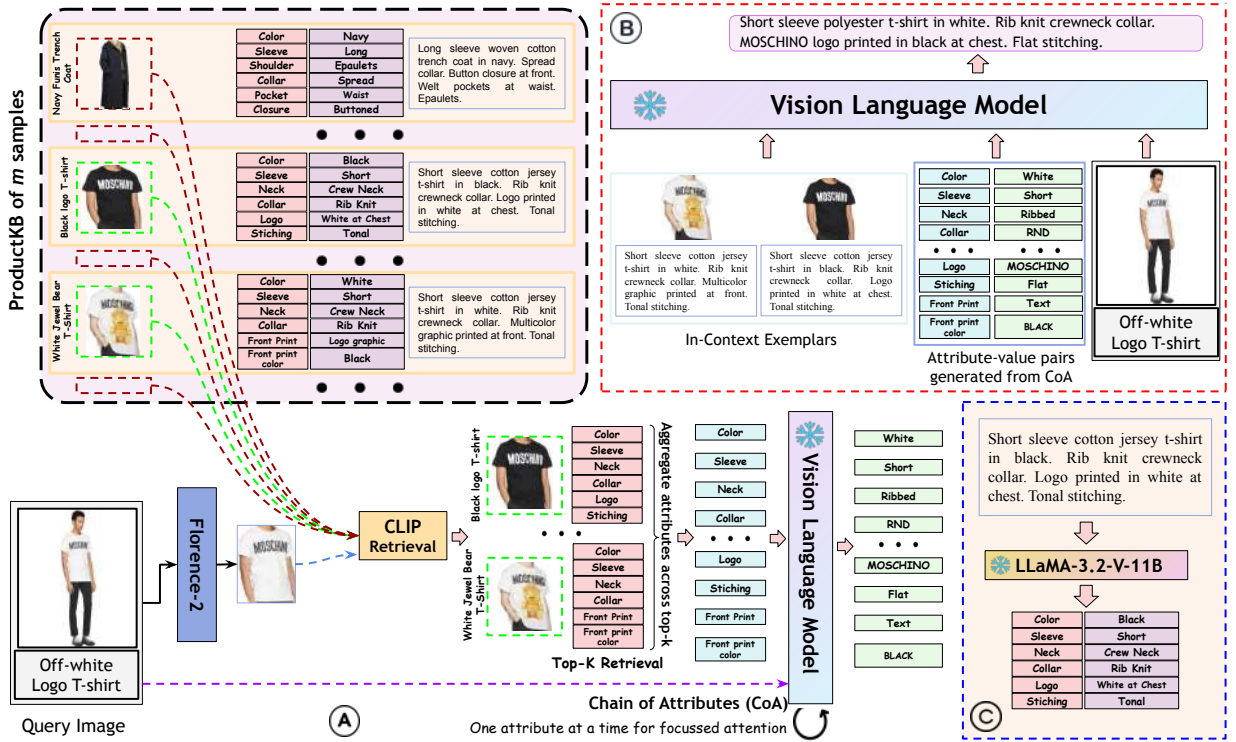 ProductKB of m samples
Navy Funis Trench
Coat
Color Navy
Sleeve Long
Shoulder Epaulets
Collar Spread
Pocket Waist
Closure Buttoned
Long sleeve woven cotton
trench coat in navy. Spread
collar. Button closure at front.
Welt pockets at waist.
Epaulets.
Black logo T-shirt
MOSCHINO
Color Black
Sleeve Short
Neck Crew Neck
Collar Rib Knit
Logo White at Chest
Stiching Tonal
Short sleeve cotton jersey
t-shirt in black. Rib knit
crewneck collar. Logo printed
in white at chest. Tonal
stitching.
White Jewel Bear
T-Shirt
Color White
Sleeve Short
Neck Crew Neck
Collar Rib Knit
Front Print Logo graphic
Front print
color
Black
Short sleeve cotton jersey
t-shirt in white. Rib knit
crewneck collar. Multicolor
graphic printed at front. Tonal
stitching.
B
Short sleeve polyester t-shirt in white. Rib knit crewneck collar.
MOSCHINO logo printed in black at chest. Flat stitching.
Vision Language Model
Short sleeve cotton jersey
t-shirt in white. Rib knit
crewneck collar. Multicolor
graphic printed at front.
Tonal stitching.
Short sleeve cotton jersey
t-shirt in black. Rib knit
crewneck collar. Logo
printed in white at chest.
Tonal stitching.
In-Context Exemplars
Color White
Sleeve Short
Neck Ribbed
Collar RND
Logo MOSCHINO
Stiching Flat
Front Print Text
Front print
color
BLACK
Attribute-value pairs
generated from CoA
Off-white
Logo T-shirt
Off-white
Logo T-shirt
Query Image
Florence-2
MOSCHINO
CLIP
Retrieval
Black logo T-shirt
MOSCHINO
Color
Sleeve
Neck
Collar
Logo
Stiching
White Jewel Bear
T-Shirt
Color
Sleeve
Neck
Collar
Front Print
Front print
color
Top-K Retrieval
Aggregate attributes across top-k
Color
Sleeve
Neck
Collar
Logo
Stiching
Front Print
Front print
color
Vision Language
Model
White
Short
Ribbed
RND
MOSCHINO
Flat
Text
BLACK
Chain of Attributes (CoA)
One attribute at a time for focussed attention
A
Short sleeve cotton jersey t-shirt
in black. Rib knit crewneck
collar. Logo printed in white at
chest. Tonal stitching.
LLaMA-3.2-V-11B
Color Black
Sleeve Short
Neck Crew Neck
Collar Rib Knit
Logo White at Chest
Stiching Tonal
C